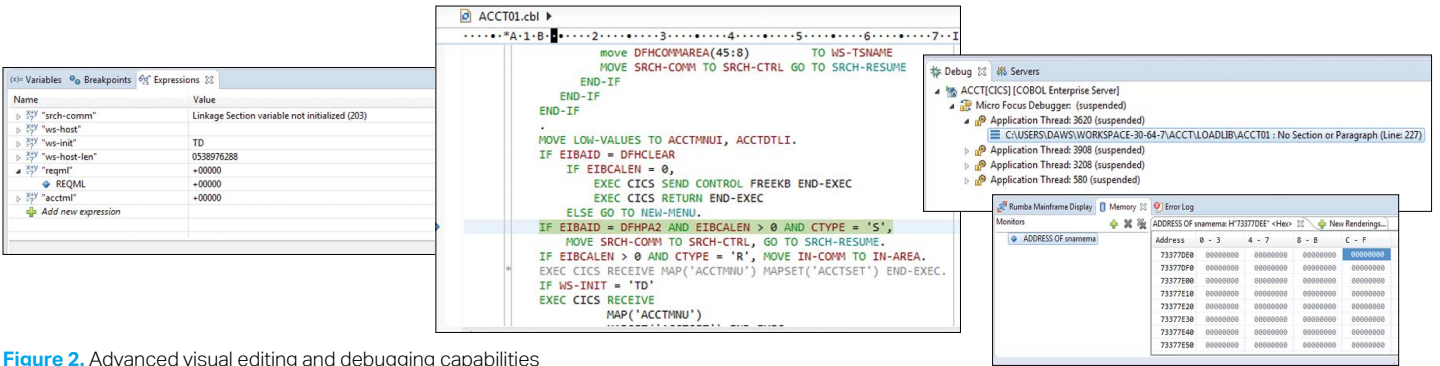 (x)= Variables Breakpoints Expressions
Name Value
"srch-comm" Linkage Section variable not initialized (203)
"ws-host"
"ws-init" TD
"ws-host-len" 0538976288
"reqml" +00000
REQML +00000
"acctml" +00000
Add new expression
ACCT01.cbl
····•·*A·1·B·•····2····•····3····•····4····•····5····•····6····•····7··I
move DFHCOMMAREA(45:8) TO WS-TSNAME
MOVE SRCH-COMM TO SRCH-CTRL GO TO SRCH-RESUME
END-IF
END-IF
END-IF
.
MOVE LOW-VALUES TO ACCTMNUI, ACCTDTLI.
IF EIBAID = DFHCLEAR
IF EIBCALEN = 0,
EXEC CICS SEND CONTROL FREEKB END-EXEC
EXEC CICS RETURN END-EXEC
ELSE GO TO NEW-MENU.
IF EIBAID = DFHPA2 AND EIBCALEN > 0 AND CTYPE = 'S',
MOVE SRCH-COMM TO SRCH-CTRL, GO TO SRCH-RESUME.
IF EIBCALEN > 0 AND CTYPE = 'R', MOVE IN-COMM TO IN-AREA.
* EXEC CICS RECEIVE MAP('ACCTMNU') MAPSET('ACCTSET') END-EXEC.
IF WS-INIT = 'TD'
EXEC CICS RECEIVE
MAP('ACCTMNU')
Debug Servers
ACCT[CICS] [COBOL Enterprise Server]
Micro Focus Debugger: (suspended)
Application Thread: 3620 (suspended)
C:\USERS\DAWS\WORKSPACE-30-64-7\ACCT\LOADLIB\ACCT01 : No Section or Paragraph (Line: 227)
Application Thread: 3908 (suspended)
Application Thread: 3208 (suspended)
Application Thread: 580 (suspended)
Rumba Mainframe Display Memory Error Log
Monitors
ADDRESS OF snamema
ADDRESS OF snamema: H"73377DEE" <Hex> New Renderings...
Address 0 - 3 4 - 7 8 - B C - F
73377DE0 00000000 00000000 00000000 00000000
73377DF0 00000000 00000000 00000000 00000000
73377E00 00000000 00000000 00000000 00000000
73377E10 00000000 00000000 00000000 00000000
73377E20 00000000 00000000 00000000 00000000
73377E30 00000000 00000000 00000000 00000000
73377E40 00000000 00000000 00000000 00000000
73377E50 00000000 00000000 00000000 00000000
Figure 2. Advanced visual editing and debugging capabilities